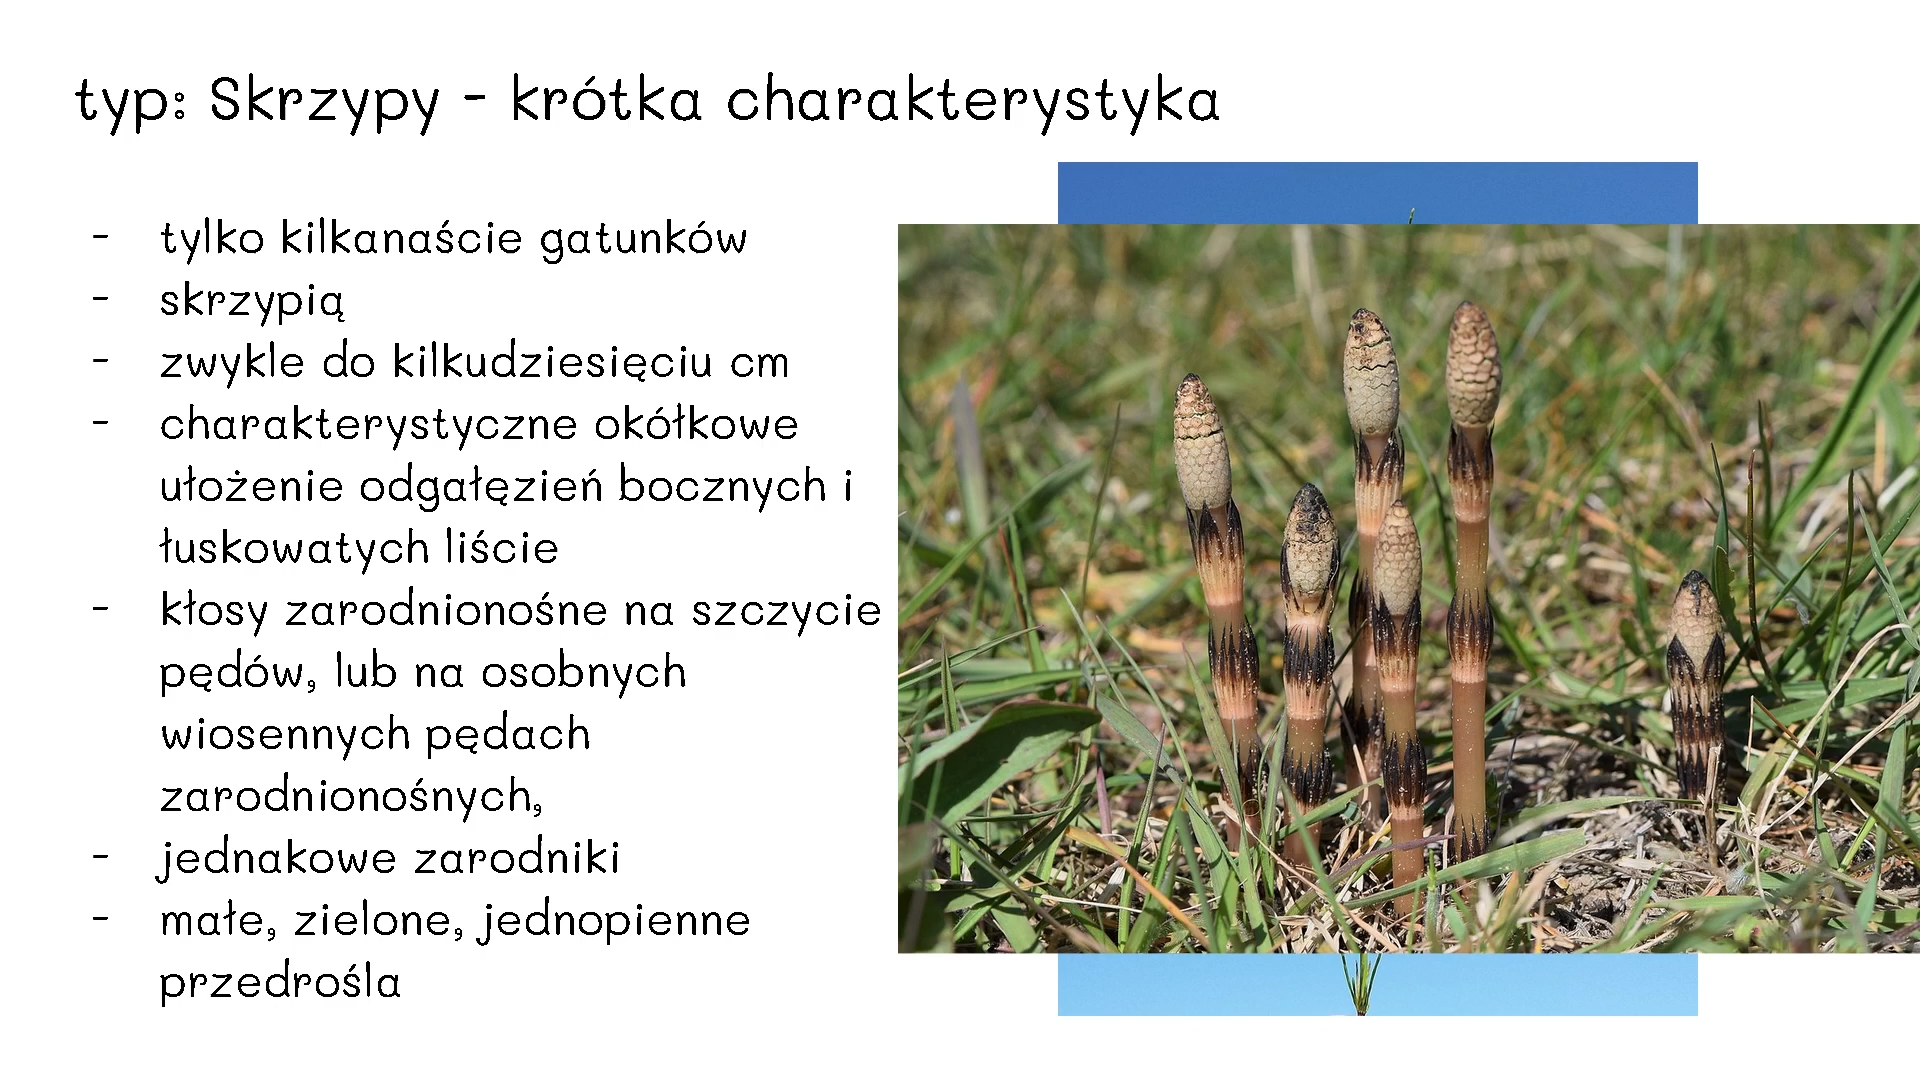 typ: Skrzypy - krótka charakterystyka
- tylko kilkanaście gatunków
- skrzypią
- zwykle do kilkudziesięciu cm
- charakterystyczne okółkowe
ułożenie odgałęzień bocznych i
łuskowatych liście
- kłosy zarodnionośne na szczycie
pędów, lub na osobnych
wiosennych pędach
zarodnionośnych,
- jednakowe zarodniki
- małe, zielone, jednopienne
przedrośla